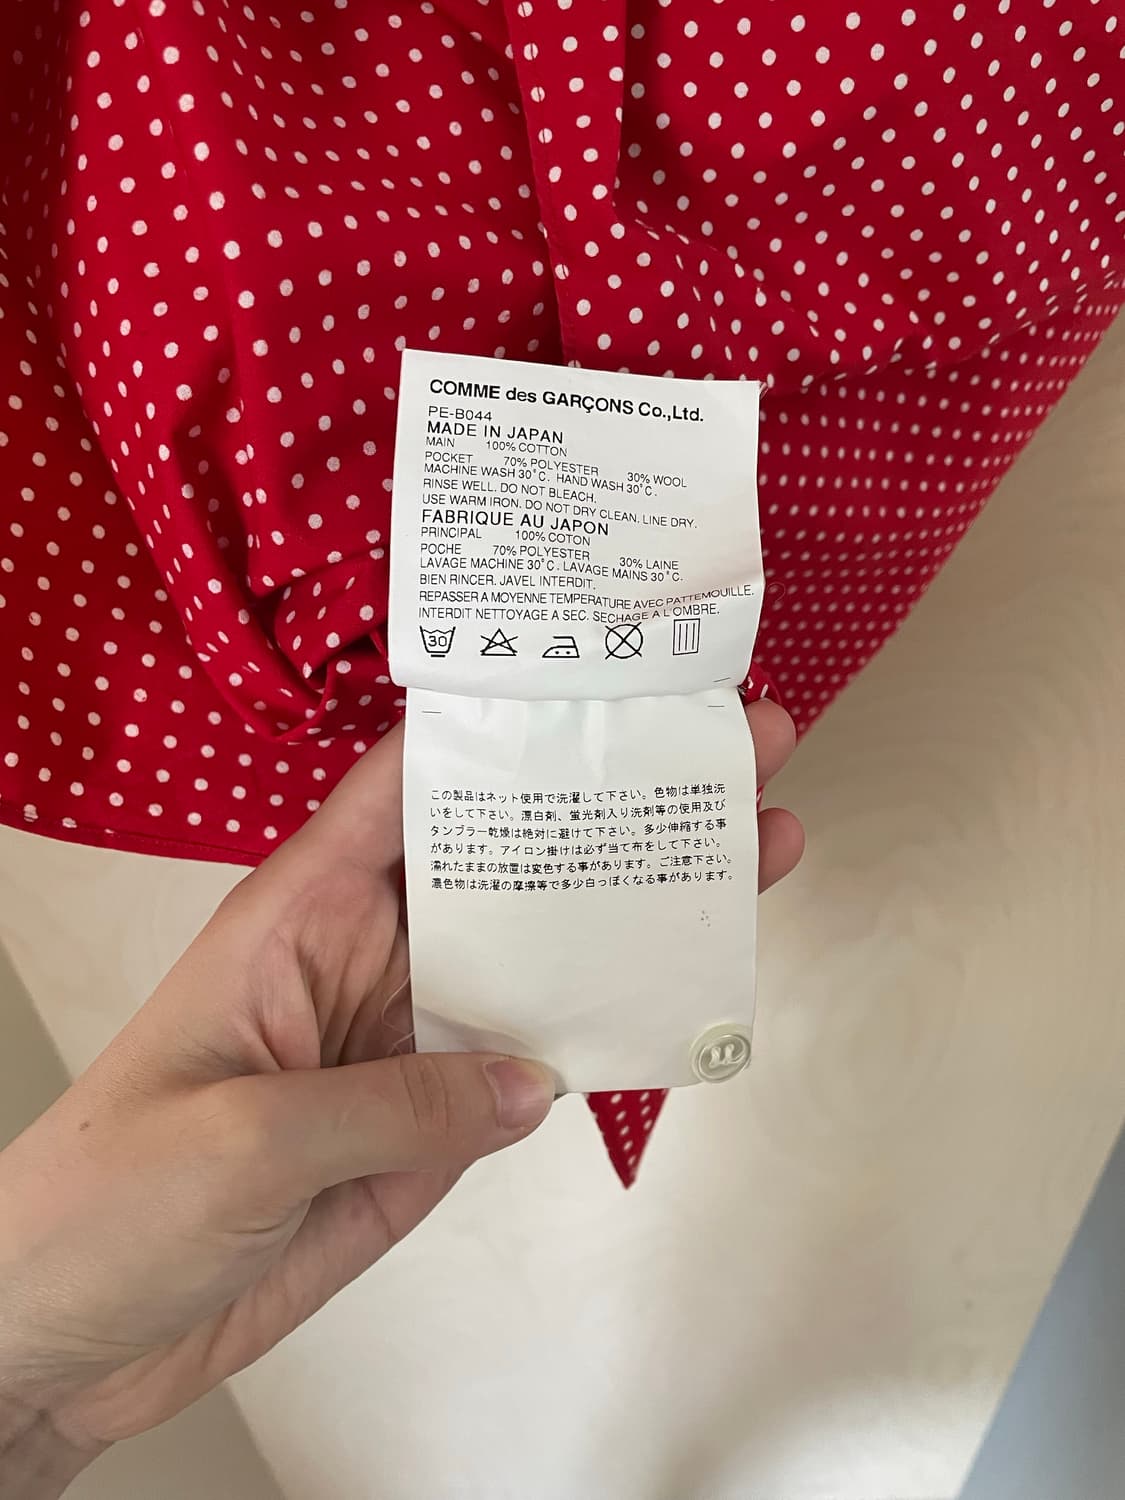 COMME des GARÇONS Co.,Ltd.
PE-B044
MADE IN JAPAN
MAIN 100% COTTON
POCKET 70% POLYESTER 30% WOOL
MACHINE WASH 30°C. HAND WASH 30°C.
RINSE WELL. DO NOT BLEACH.
USE WARM IRON. DO NOT DRY CLEAN. LINE DRY.
FABRIQUE AU JAPON
PRINCIPAL 100% COTON
POCHE 70% POLYESTER 30% LAINE
LAVAGE MACHINE 30°C. LAVAGE MAINS 30°C.
BIEN RINCER. JAVEL INTERDIT.
REPASSER A MOYENNE TEMPERATURE AVEC PATTEMOUILLE.
INTERDIT NETTOYAGE A SEC. SECHAGE A L'OMBRE.
30
この製品はネット使用で洗濯して下さい。色物は単独洗
いをして下さい。漂白剤、蛍光剤入り洗剤等の使用及び
タンブラー乾燥は絶対に避けて下さい。多少伸縮する事
があります。アイロン掛けは必ず当て布をして下さい。
濡れたままの放置は変色する事があります。ご注意下さい。
濃色物は洗濯の摩擦等で多少白っぽくなる事があります。